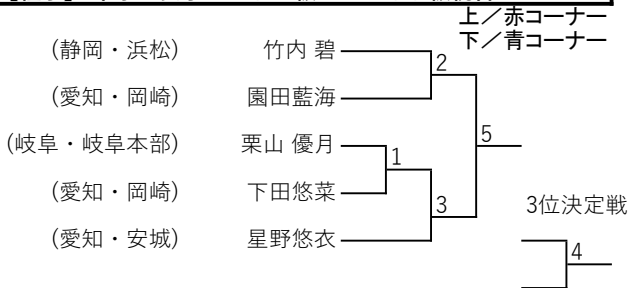 上／赤コーナー
下／青コーナー
(静岡・浜松) 竹内 碧
2
(愛知・岡崎) 園田藍海
5
(岐阜・岐阜本部) 栗山 優月
1
(愛知・岡崎) 下田悠菜
3
3位決定戦
(愛知・安城) 星野悠衣
4